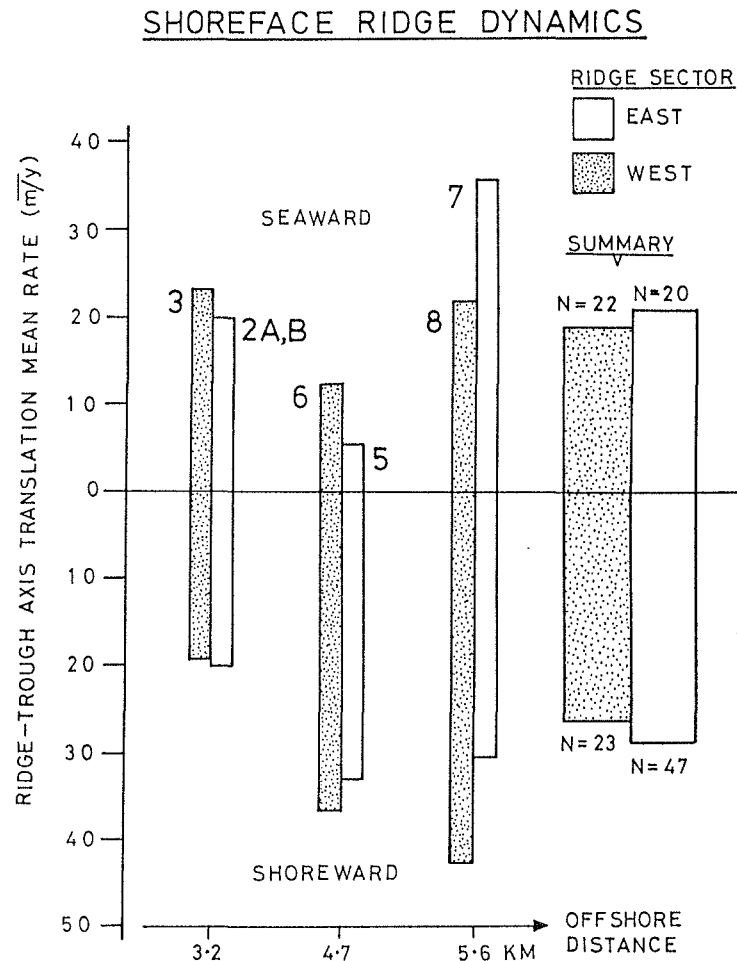 SHOREFACE RIDGE DYNAMICS
RIDGE SECTOR
EAST
WEST
RIDGE-TROUGH AXIS TRANSLATION MEAN RATE (m/y)
40
30
20
10
0
10
20
30
40
50
SEAWARD
SHOREWARD
3
2A,B
6
5
8
7
SUMMARY
N=22
N=20
N=23
N=47
3·2
4·7
5·6 KM
OFFSHORE
DISTANCE